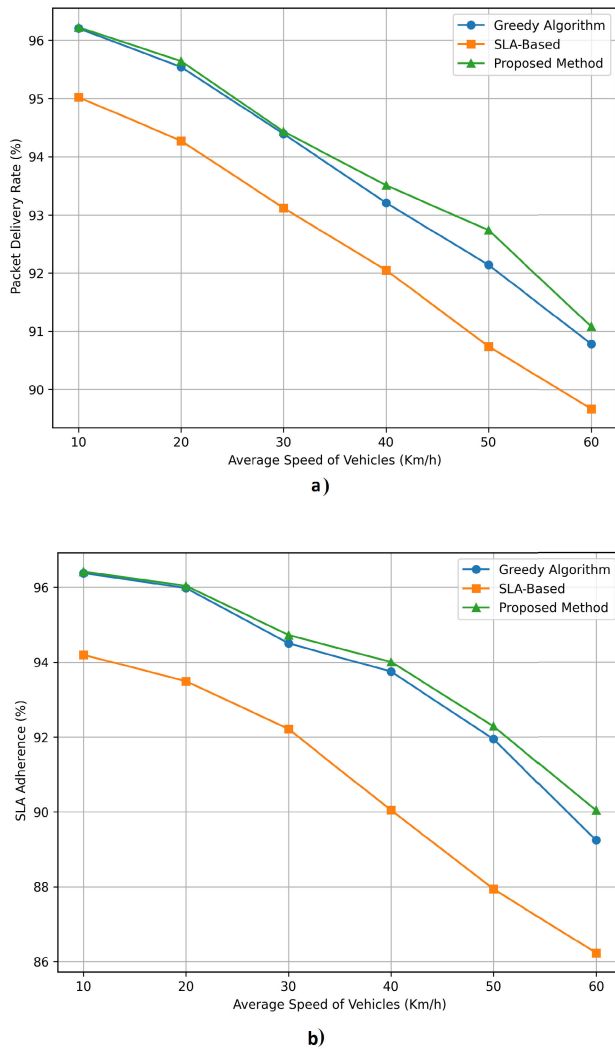 96
95
94
93
92
91
90
Packet Delivery Rate (%)
Greedy Algorithm
SLA-Based
Proposed Method
10 20 30 40 50 60
Average Speed of Vehicles (Km/h)
a)
96
94
92
90
88
86
SLA Adherence (%)
Greedy Algorithm
SLA-Based
Proposed Method
10 20 30 40 50 60
Average Speed of Vehicles (Km/h)
b)